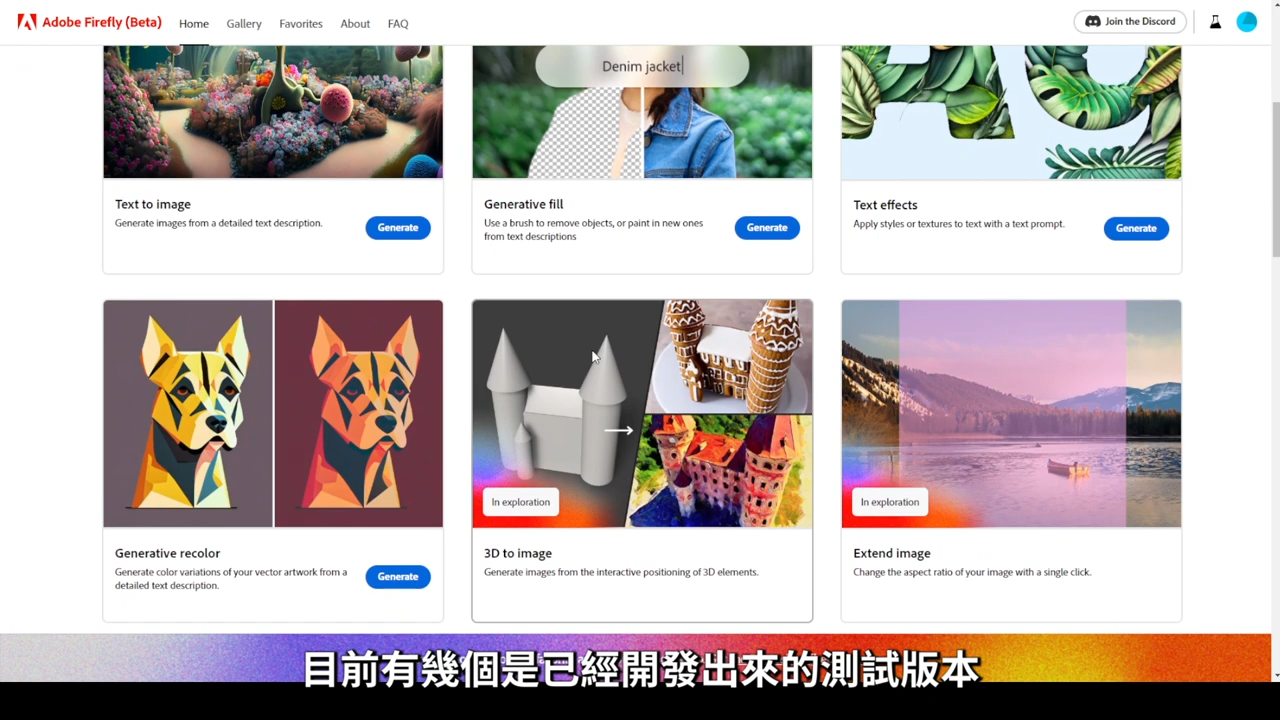 Adobe Firefly (Beta)
Home
Gallery
Favorites
About
FAQ
Join the Discord
Denim jacket
Text to image
Generate images from a detailed text description.
Generate
Generative fill
Use a brush to remove objects, or paint in new ones
from text descriptions
Generate
Text effects
Apply styles or textures to text with a text prompt.
Generate
In exploration
In exploration
Generative recolor
Generate color variations of your vector artwork from a
detailed text description.
Generate
3D to image
Generate images from the interactive positioning of 3D elements.
Extend image
Change the aspect ratio of your image with a single click.
目前有幾個是已經開發出來的測試版本